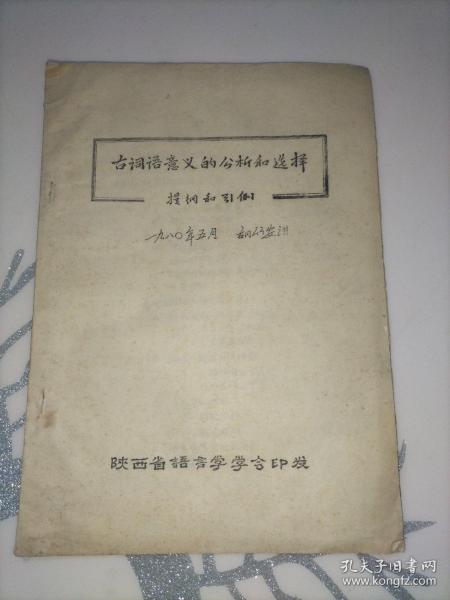 古词语意义的分析和选择
提纲和引例
一九八〇年五月
陕西省語言学学会印发
孔夫子旧书网
www.kongfz.com